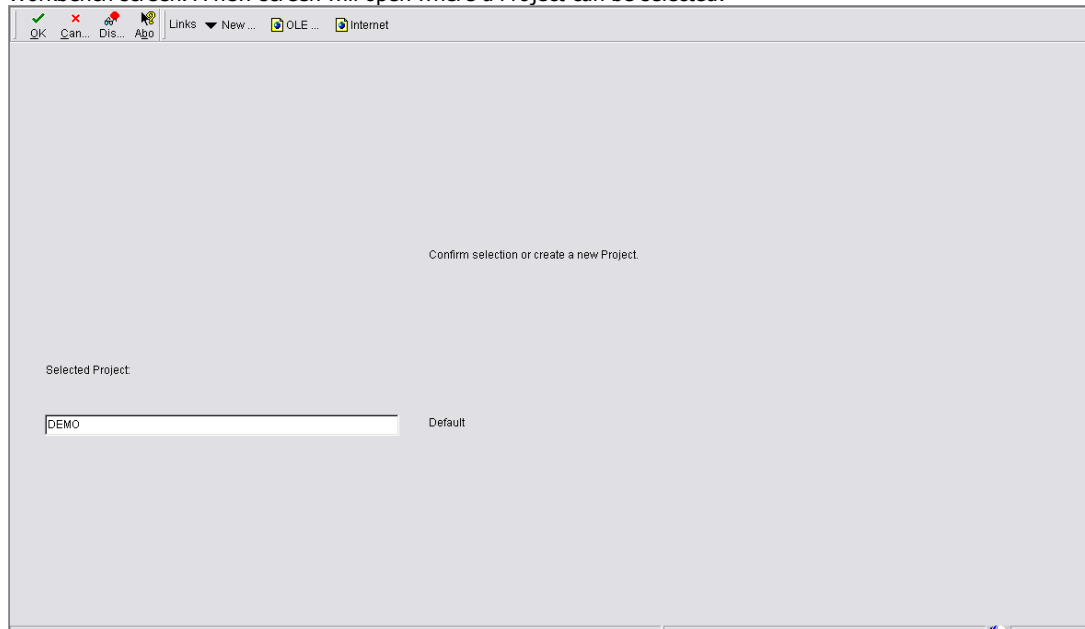 Workbench screen. A new screen will open where a Project can be selected.
OK Can... Dis... Abo Links New ... OLE ... Internet
Confirm selection or create a new Project.
Selected Project:
DEMO Default